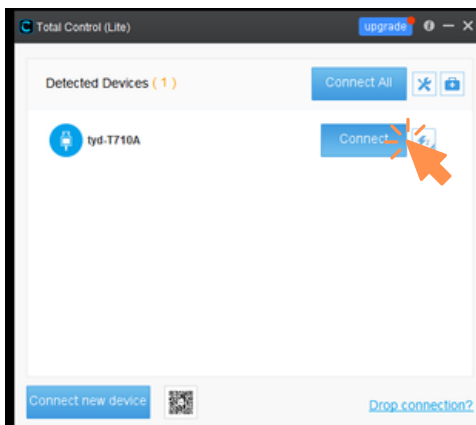 Total Control (Lite)
upgrade
Detected Devices ( 1 )
Connect All
tyd-T710A
Connect
Connect new device
Drop connection?